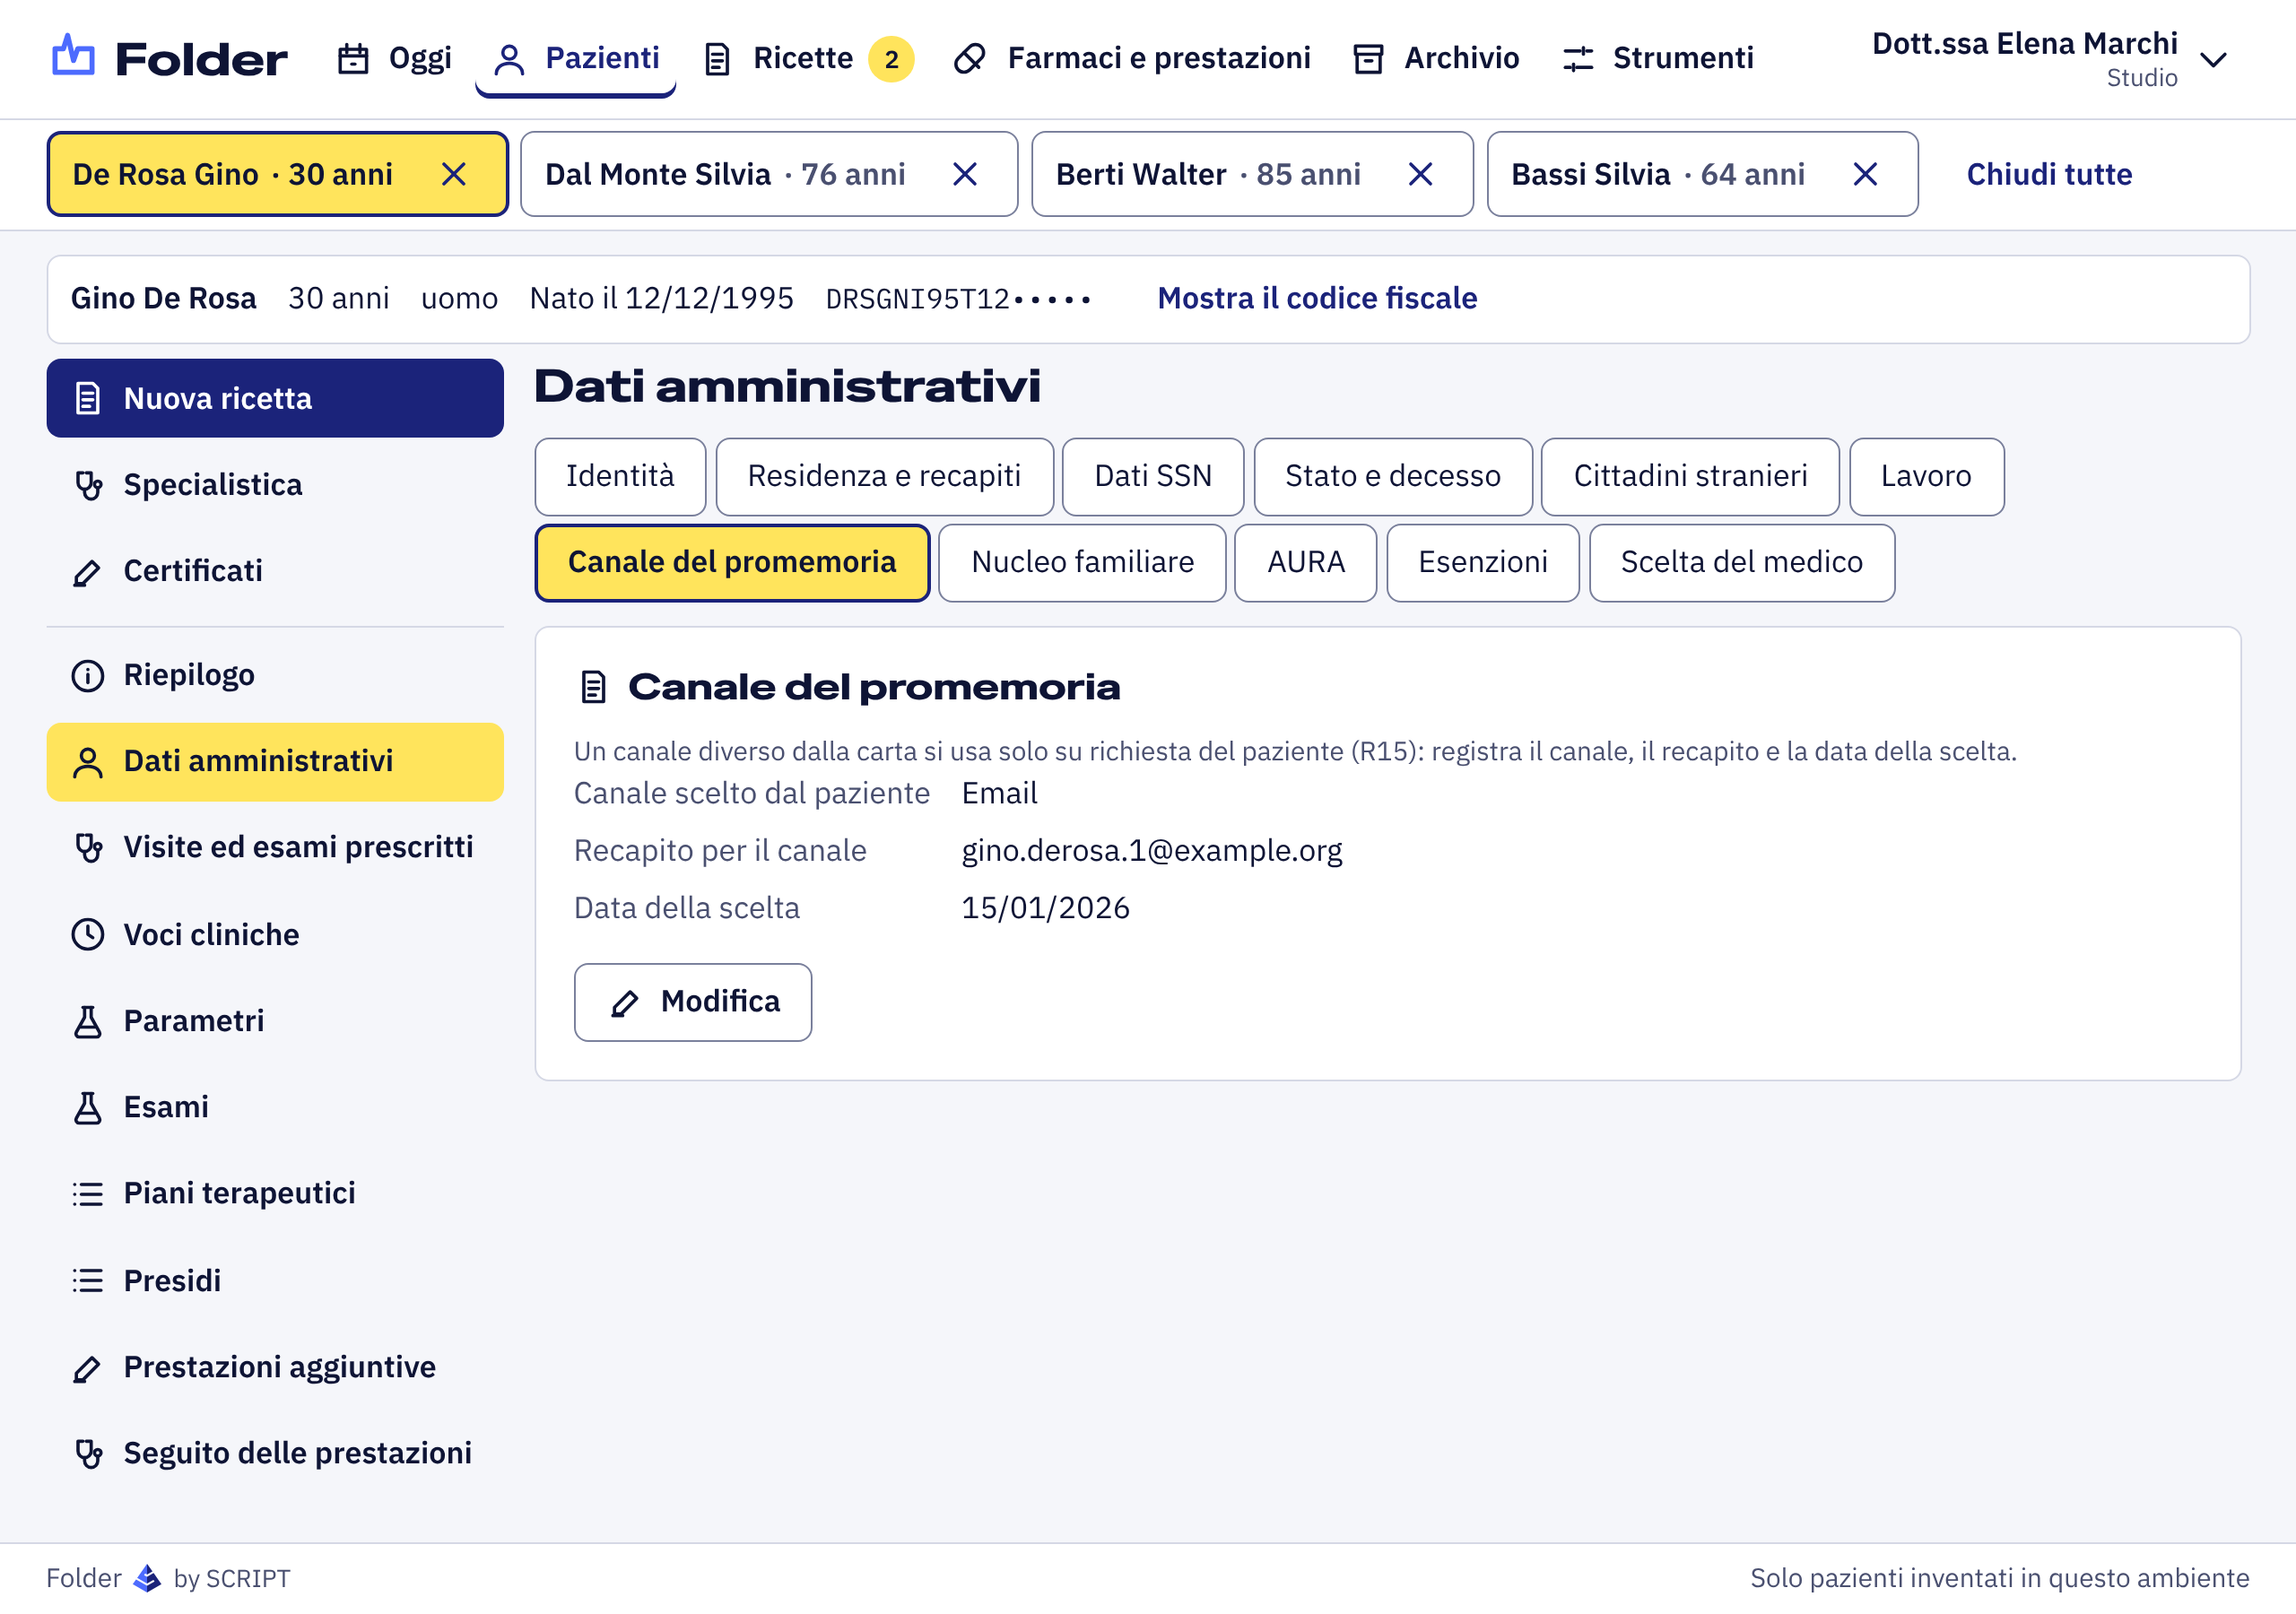 Folder Oggi Pazienti Ricette 2 Farmaci e prestazioni Archivio Strumenti Dott.ssa Elena Marchi
Studio
De Rosa Gino · 30 anni Dal Monte Silvia · 76 anni Berti Walter · 85 anni Bassi Silvia · 64 anni Chiudi tutte
Gino De Rosa 30 anni uomo Nato il 12/12/1995 DRSGNI95T12••••• Mostra il codice fiscale
Nuova ricetta
Specialistica
Certificati
Riepilogo
Dati amministrativi
Visite ed esami prescritti
Voci cliniche
Parametri
Esami
Piani terapeutici
Presidi
Prestazioni aggiuntive
Seguito delle prestazioni
Dati amministrativi
Identità Residenza e recapiti Dati SSN Stato e decesso Cittadini stranieri Lavoro
Canale del promemoria Nucleo familiare AURA Esenzioni Scelta del medico
Canale del promemoria
Un canale diverso dalla carta si usa solo su richiesta del paziente (R15): registra il canale, il recapito e la data della scelta.
Canale scelto dal paziente Email
Recapito per il canale gino.derosa.1@example.org
Data della scelta 15/01/2026
Modifica
Folder by SCRIPT Solo pazienti inventati in questo ambiente